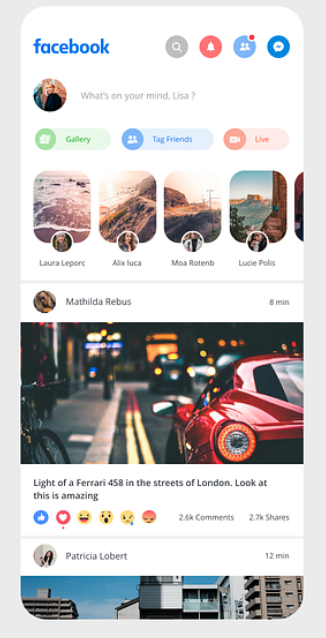 facebook
What's on your mind, Lisa ?
Gallery
Tag Friends
Live
Laura Leporc
Alix luca
Moa Rotenb
Lucie Polis
Mathilda Rebus
8 min
Light of a Ferrari 458 in the streets of London. Look at
this is amazing
2.6k Comments
2.7k Shares
Patricia Lobert
12 min